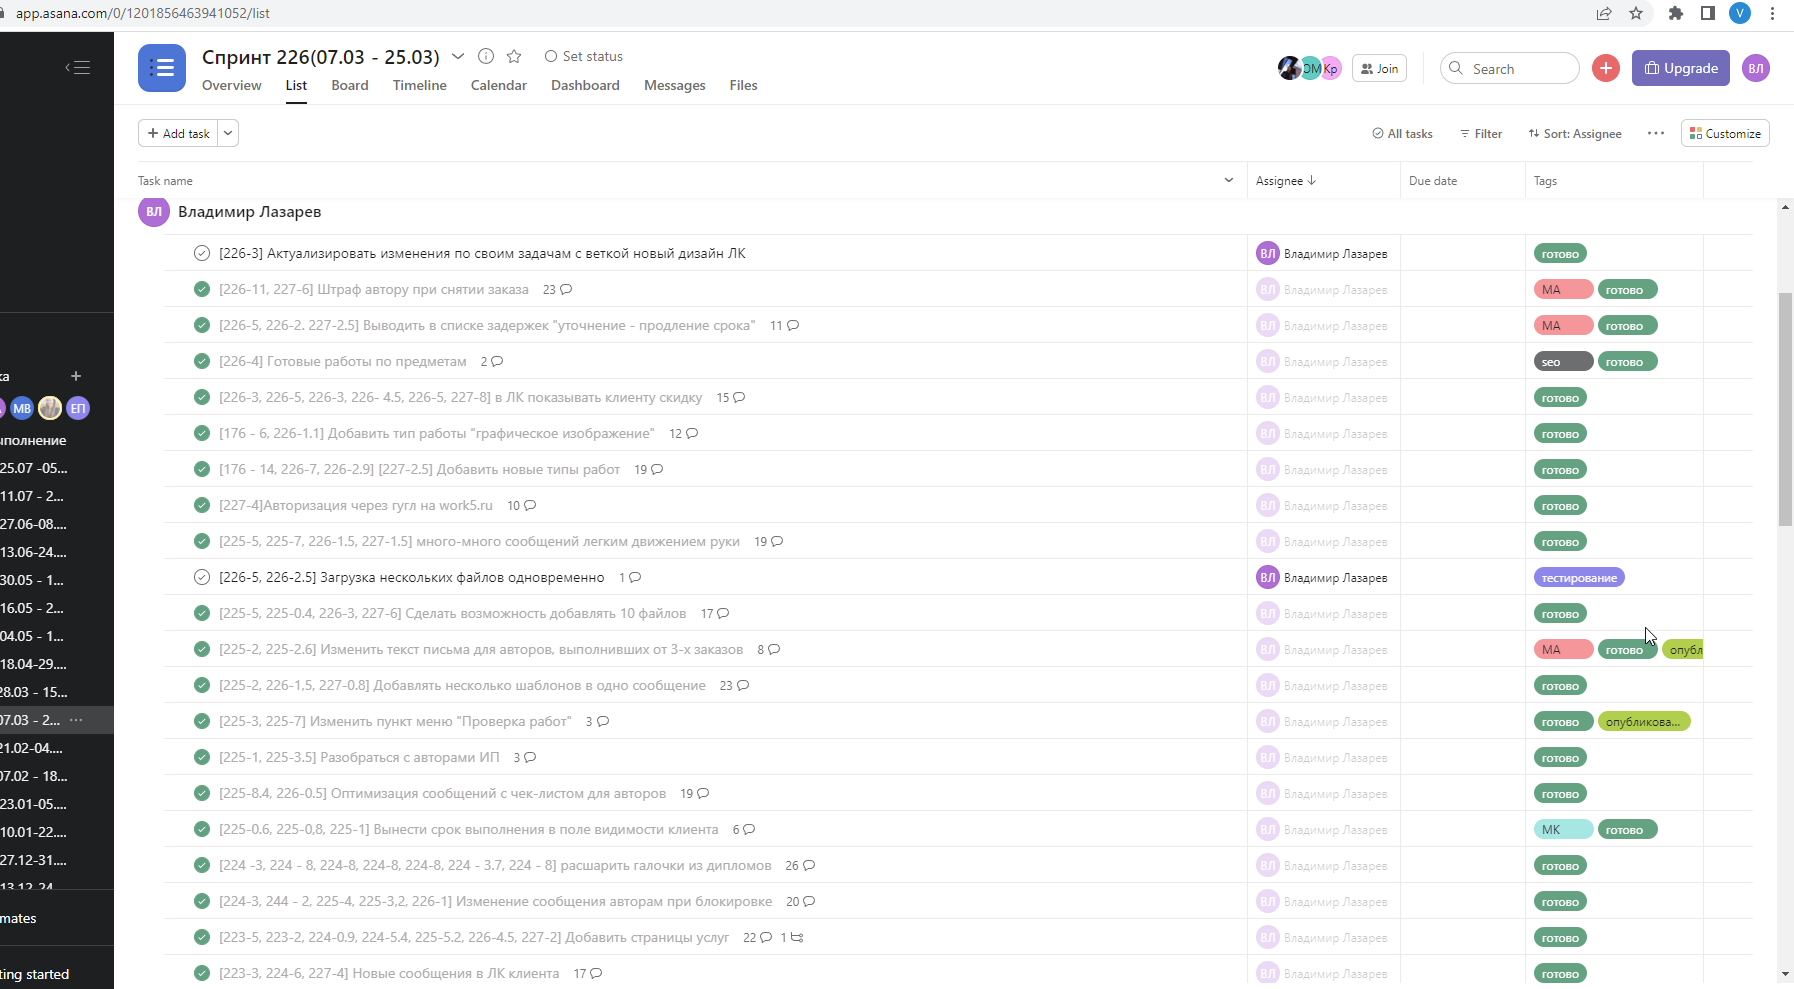 app.asana.com/0/1201856463941052/list
V
Спринт 226(07.03 - 25.03)
Set status
Overview
List
Board
Timeline
Calendar
Dashboard
Messages
Files
OM
Кр
Join
Search
Upgrade
ВЛ
Add task
All tasks
Filter
Sort: Assignee
Customize
Task name
Assignee
Due date
Tags
ВЛ Владимир Лазарев
[226-3] Актуализировать изменения по своим задачам с веткой новый дизайн ЛК ВЛ Владимир Лазарев готово
[226-11, 227-6] Штраф автору при снятии заказа 23 ВЛ Владимир Лазарев МА готово
[226-5, 226-2. 227-2.5] Выводить в списке задержек "уточнение - продление срока" 11 ВЛ Владимир Лазарев МА готово
[226-4] Готовые работы по предметам 2 ВЛ Владимир Лазарев seo готово
[226-3, 226-5, 226-3, 226- 4.5, 226-5, 227-8] в ЛК показывать клиенту скидку 15 ВЛ Владимир Лазарев готово
[176 - 6, 226-1.1] Добавить тип работы "графическое изображение" 12 ВЛ Владимир Лазарев готово
[176 - 14, 226-7, 226-2.9] [227-2.5] Добавить новые типы работ 19 ВЛ Владимир Лазарев готово
[227-4]Авторизация через гугл на work5.ru 10 ВЛ Владимир Лазарев готово
[225-5, 225-7, 226-1.5, 227-1.5] много-много сообщений легким движением руки 19 ВЛ Владимир Лазарев готово
[226-5, 226-2.5] Загрузка нескольких файлов одновременно 1 ВЛ Владимир Лазарев тестирование
[225-5, 225-0.4, 226-3, 227-6] Сделать возможность добавлять 10 файлов 17 ВЛ Владимир Лазарев готово
[225-2, 225-2.6] Изменить текст письма для авторов, выполнивших от 3-х заказов 8 ВЛ Владимир Лазарев МА готово опубл
[225-2, 226-1,5, 227-0.8] Добавлять несколько шаблонов в одно сообщение 23 ВЛ Владимир Лазарев готово
[225-3, 225-7] Изменить пункт меню "Проверка работ" 3 ВЛ Владимир Лазарев готово опубликова...
[225-1, 225-3.5] Разобраться с авторами ИП 3 ВЛ Владимир Лазарев готово
[225-8.4, 226-0.5] Оптимизация сообщений с чек-листом для авторов 19 ВЛ Владимир Лазарев готово
[225-0.6, 225-0,8, 225-1] Вынести срок выполнения в поле видимости клиента 6 ВЛ Владимир Лазарев МК готово
[224 -3, 224 - 8, 224-8, 224-8, 224-8, 224 - 3.7, 224 - 8] расшарить галочки из дипломов 26 ВЛ Владимир Лазарев готово
[224-3, 244 - 2, 225-4, 225-3,2, 226-1] Изменение сообщения авторам при блокировке 20 ВЛ Владимир Лазарев готово
[223-5, 223-2, 224-0.9, 224-5.4, 225-5.2, 226-4.5, 227-2] Добавить страницы услуг 22 1 ВЛ Владимир Лазарев готово
[223-3, 224-6, 227-4] Новые сообщения в ЛК клиента 17 ВЛ Владимир Лазарев готово
ка
МВ
ЕП
ыполнение
25.07 -05...
11.07 - 2...
27.06-08....
13.06-24....
30.05 - 1...
16.05 - 2...
04.05 - 1...
18.04-29....
28.03 - 15...
07.03 - 2... ...
21.02-04....
07.02 - 18...
23.01-05....
10.01-22....
27.12-31....
13.12-24
mates
ting started